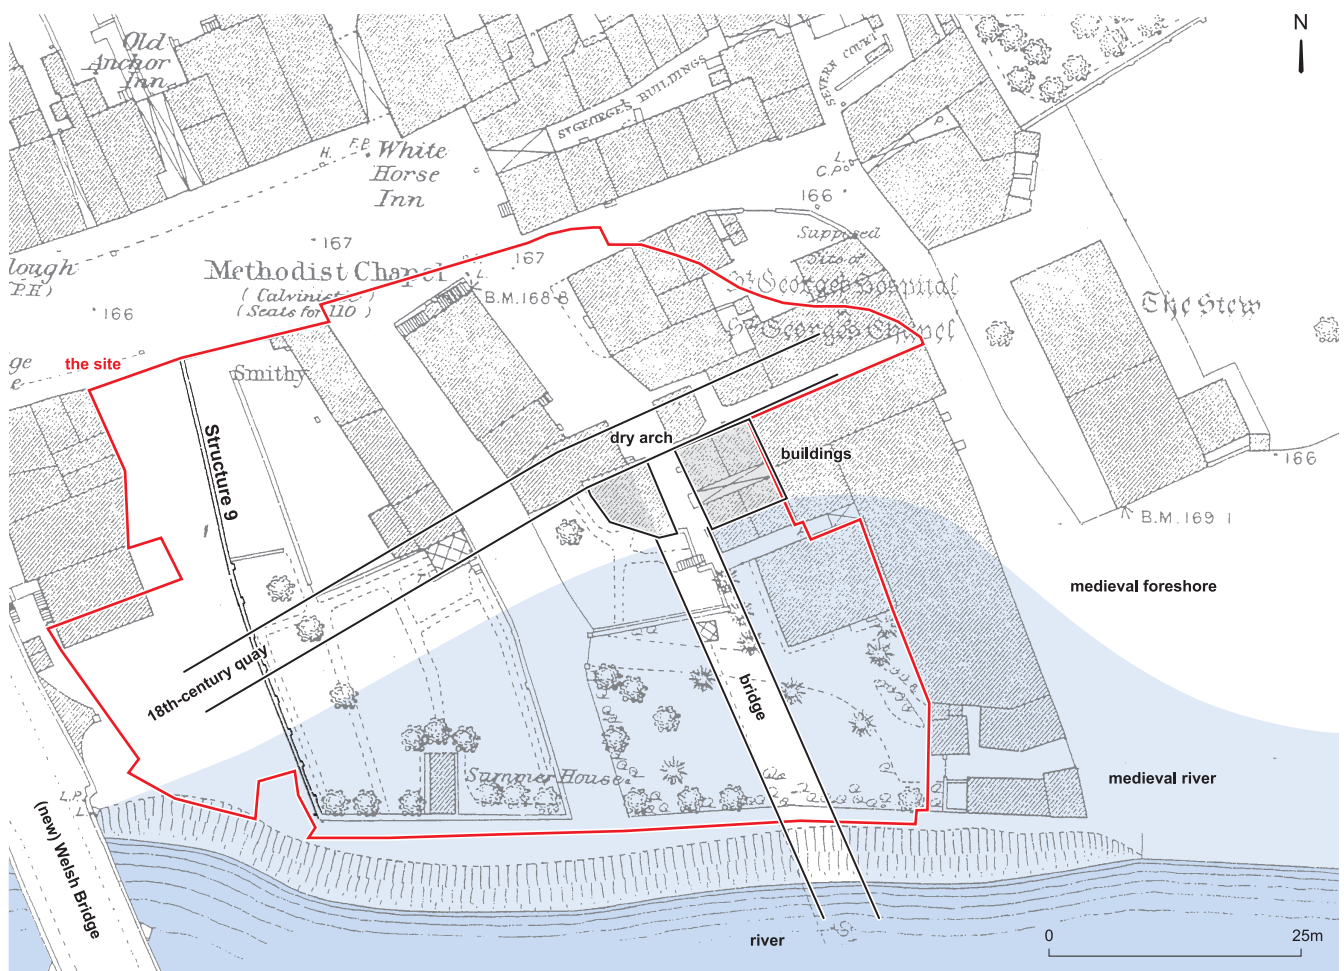 N
Old
Anchor
Inn
H.
F.P.
White
Horse
Inn
ST GEORGE'S BUILDINGS
SEVERN COURT
P.
L.
C.P.
166
167
167
Methodist Chapel
(Calvinistic)
(Seats for 110)
L.
B.M. 168·8
Supposed
Site of
St George's Hospital
St George's Chapel
The Stew
lough
(P.H)
166
ge
e
the site
Smithy
Structure 9
dry arch
buildings
166
B.M. 169·1
medieval foreshore
18th-century quay
bridge
Summer House
medieval river
L.P.
(new) Welsh Bridge
river
0
25m